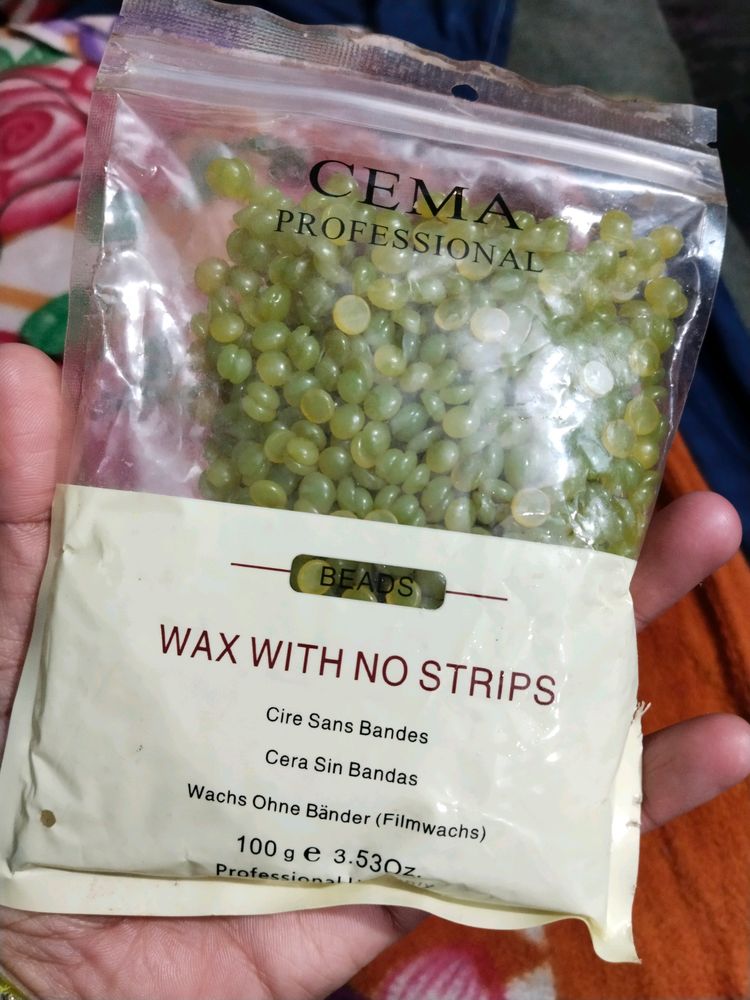 CEMA
PROFESSIONAL
BEADS
WAX WITH NO STRIPS
Cire Sans Bandes
Cera Sin Bandas
Wachs Ohne Bänder (Filmwachs)
100 g e 3.53Oz.
Professional